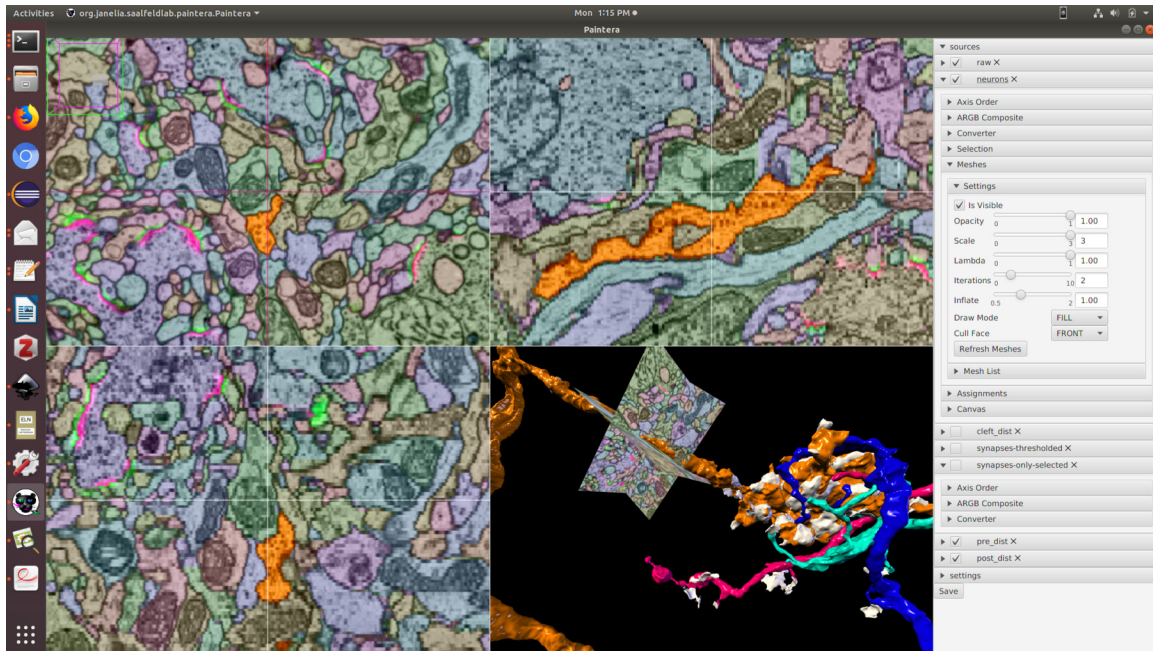 Activities org.janelia.saalfeldlab.paintera.Paintera Mon 1:15 PM
Paintera
sources
raw ×
neurons ×
Axis Order
ARGB Composite
Converter
Selection
Meshes
Settings
Is Visible
Opacity 0 1 1.00
Scale 0 3 3
Lambda 0 1 1.00
Iterations 0 10 2
Inflate 0.5 2 1.00
Draw Mode FILL
Cull Face FRONT
Refresh Meshes
Mesh List
Assignments
Canvas
cleft_dist ×
synapses-thresholded ×
synapses-only-selected ×
Axis Order
ARGB Composite
Converter
pre_dist ×
post_dist ×
settings
Save
ELN